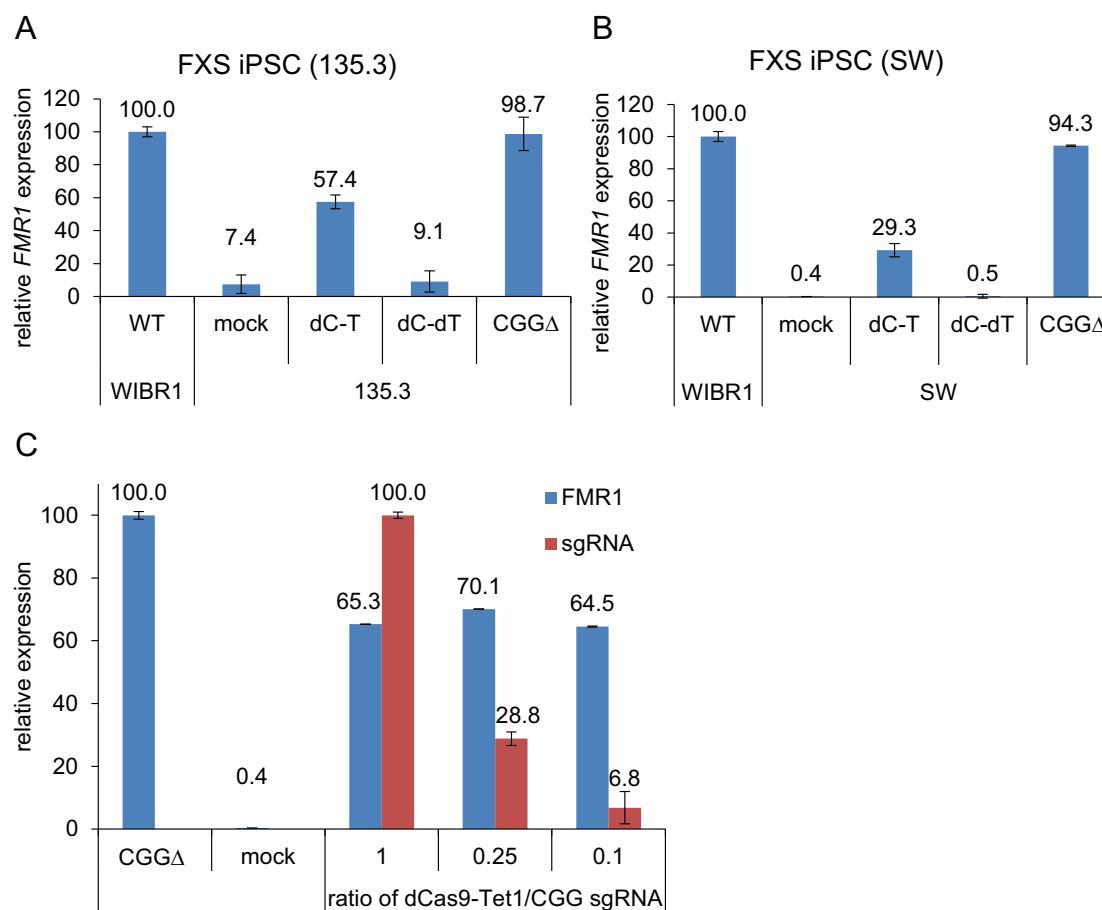 A
FXS iPSC (135.3)
relative FMR1 expression
120
100
80
60
40
20
0
100.0
7.4
57.4
9.1
98.7
WT mock dC-T dC-dT CGGΔ
WIBR1 135.3
B
FXS iPSC (SW)
relative FMR1 expression
120
100
80
60
40
20
0
100.0
0.4
29.3
0.5
94.3
WT mock dC-T dC-dT CGGΔ
WIBR1 SW
C
relative expression
100
80
60
40
20
0
100.0
0.4
65.3
100.0
70.1
28.8
64.5
6.8
FMR1
sgRNA
CGGΔ mock 1 0.25 0.1
ratio of dCas9-Tet1/CGG sgRNA